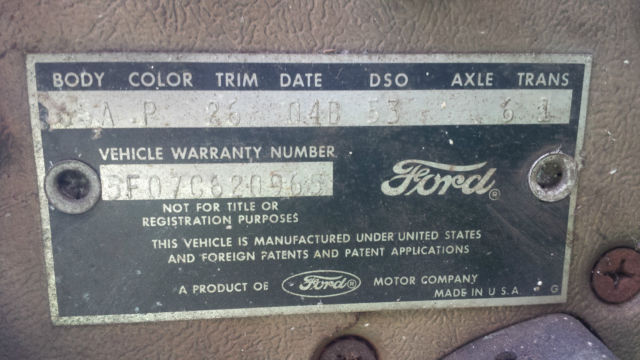 BODY COLOR TRIM DATE DSO AXLE TRANS
P 26 04B 53 6 1
VEHICLE WARRANTY NUMBER
5F07C620965
Ford®
NOT FOR TITLE OR
REGISTRATION PURPOSES
THIS VEHICLE IS MANUFACTURED UNDER UNITED STATES
AND FOREIGN PATENTS AND PATENT APPLICATIONS
A PRODUCT OF Ford® MOTOR COMPANY
MADE IN U.S.A. G